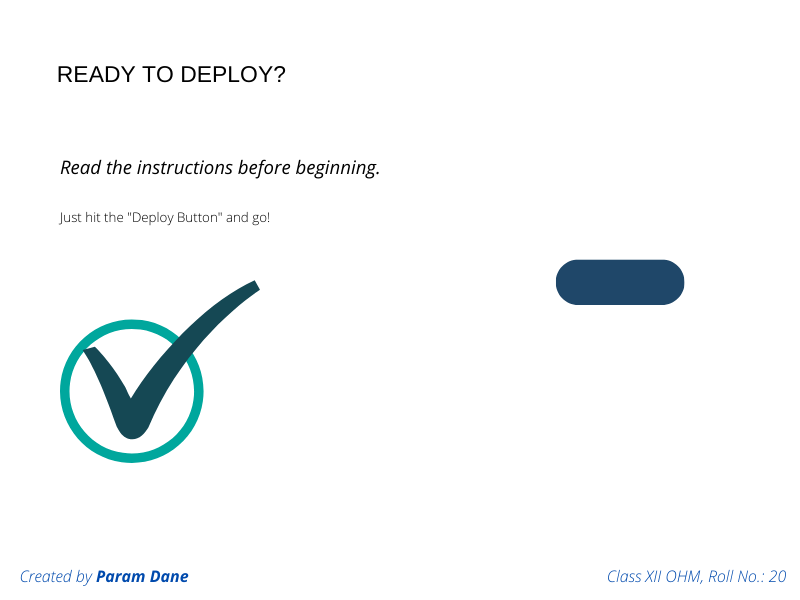 READY TO DEPLOY?
Read the instructions before beginning.
Just hit the "Deploy Button" and go!
Created by Param Dane
Class XII OHM, Roll No.: 20